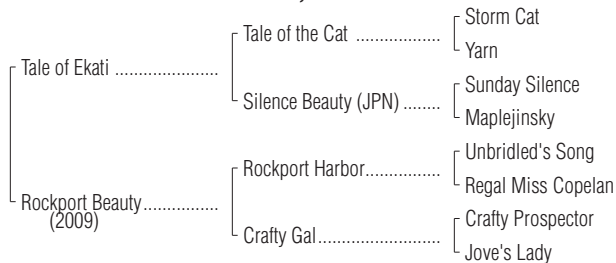 Storm Cat
Tale of the Cat ..................
Yarn
Tale of Ekati ......................
Sunday Silence
Silence Beauty (JPN) ........
Maplejinsky
Unbridled's Song
Rockport Harbor................
Regal Miss Copelan
Rockport Beauty................
(2009)
Crafty Prospector
Crafty Gal..........................
Jove's Lady